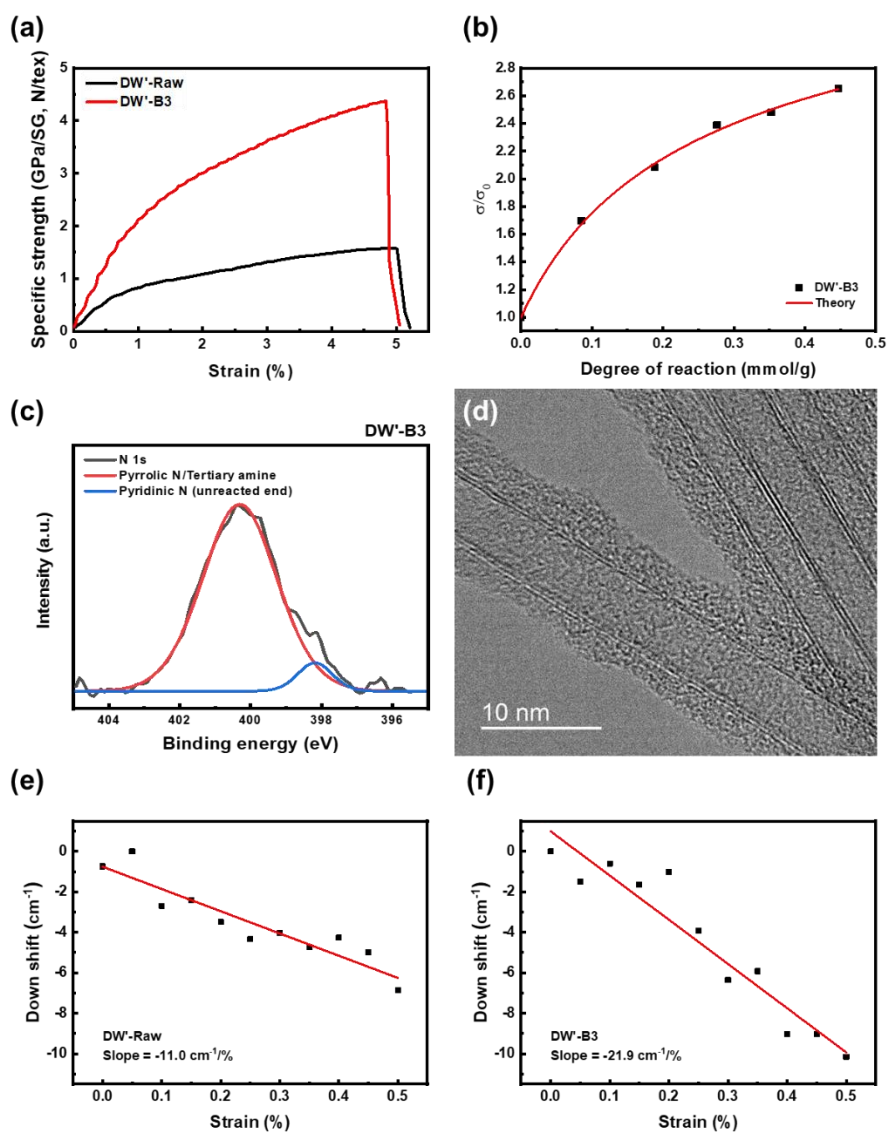 (a)
DW'-Raw
DW'-B3
Specific strength (GPa/SG, N/tex)
5
4
3
2
1
0
0 1 2 3 4 5
Strain (%)
(b)
σ/σ0
2.8
2.6
2.4
2.2
2.0
1.8
1.6
1.4
1.2
1.0
DW'-B3
Theory
0.0 0.1 0.2 0.3 0.4 0.5
Degree of reaction (mmol/g)
(c)
DW'-B3
N 1s
Pyrrolic N/Tertiary amine
Pyridinic N (unreacted end)
Intensity (a.u.)
404 402 400 398 396
Binding energy (eV)
(d)
10 nm
(e)
Down shift (cm-1)
0
-2
-4
-6
-8
-10
DW'-Raw
Slope = -11.0 cm-1/%
0.0 0.1 0.2 0.3 0.4 0.5
Strain (%)
(f)
Down shift (cm-1)
0
-2
-4
-6
-8
-10
DW'-B3
Slope = -21.9 cm-1/%
0.0 0.1 0.2 0.3 0.4 0.5
Strain (%)